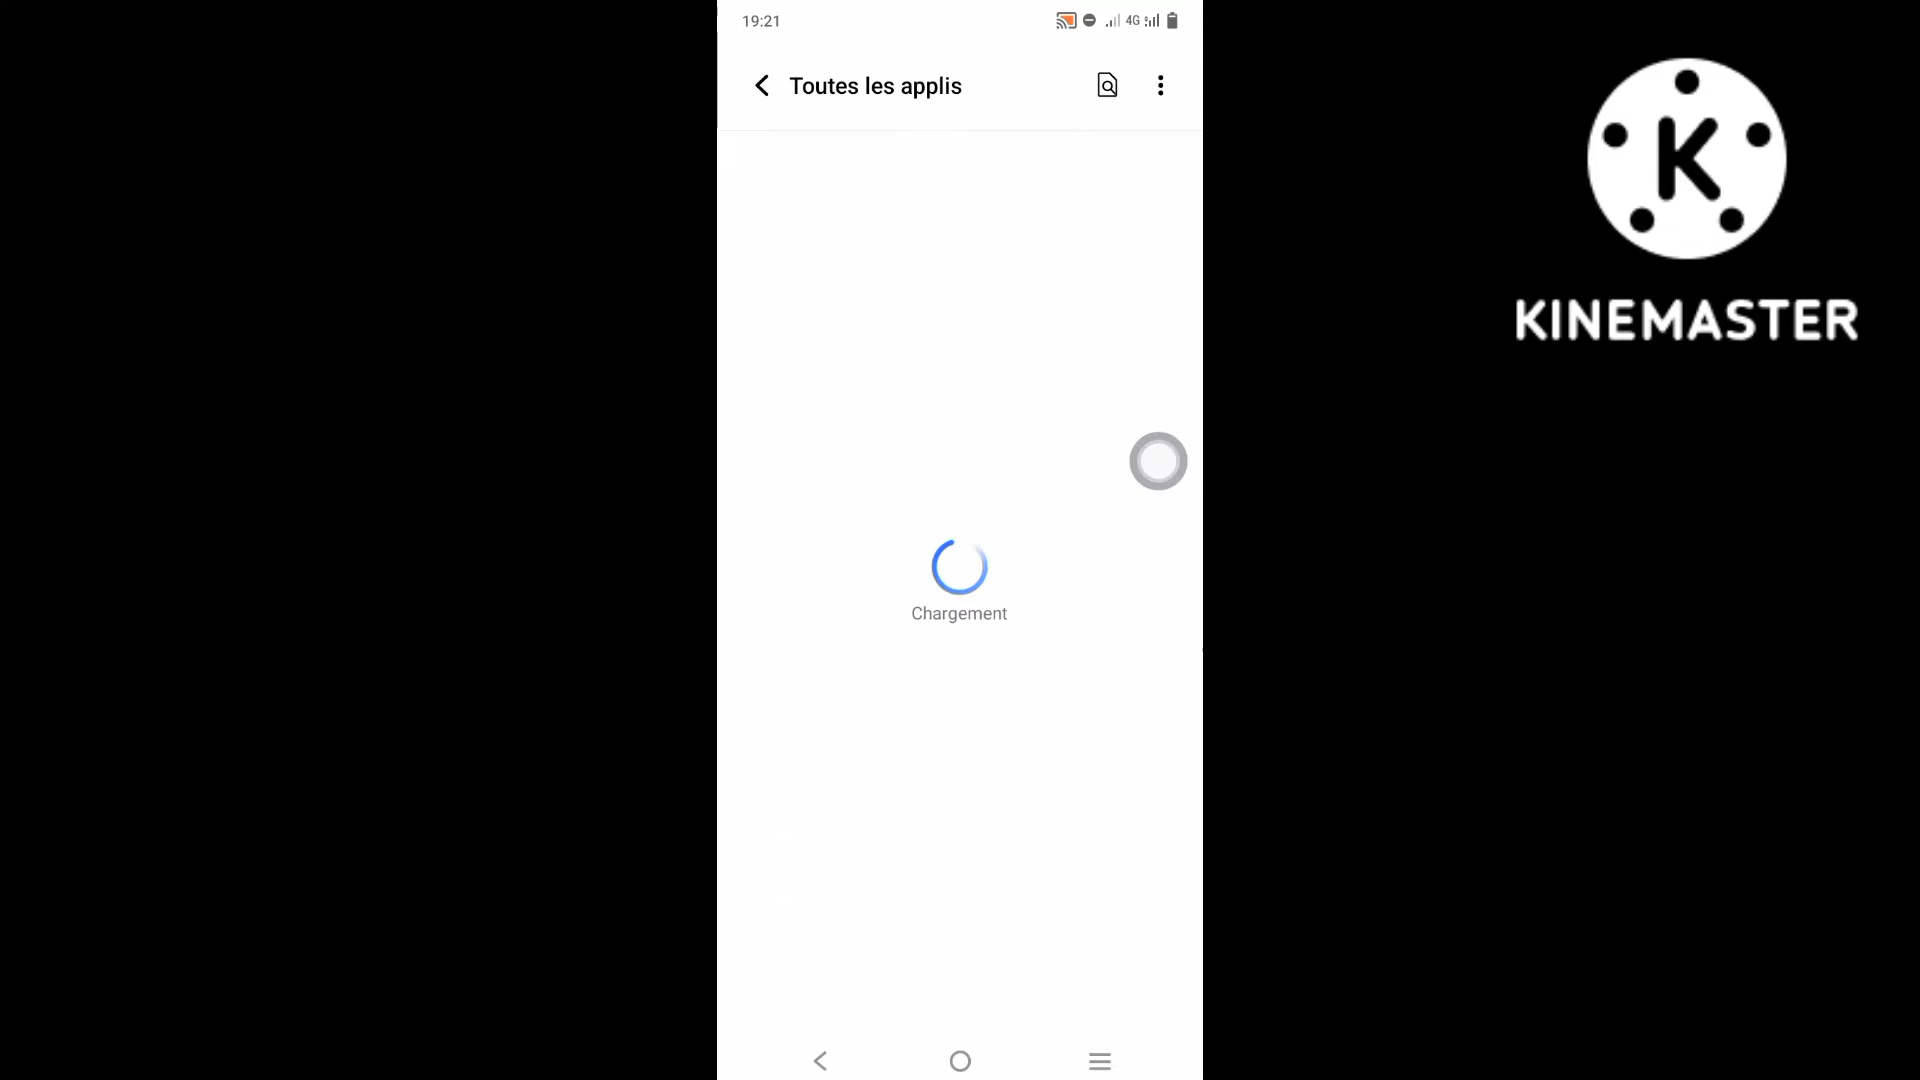 19:21
4G
Toutes les applis
K
KINEMASTER
Chargement